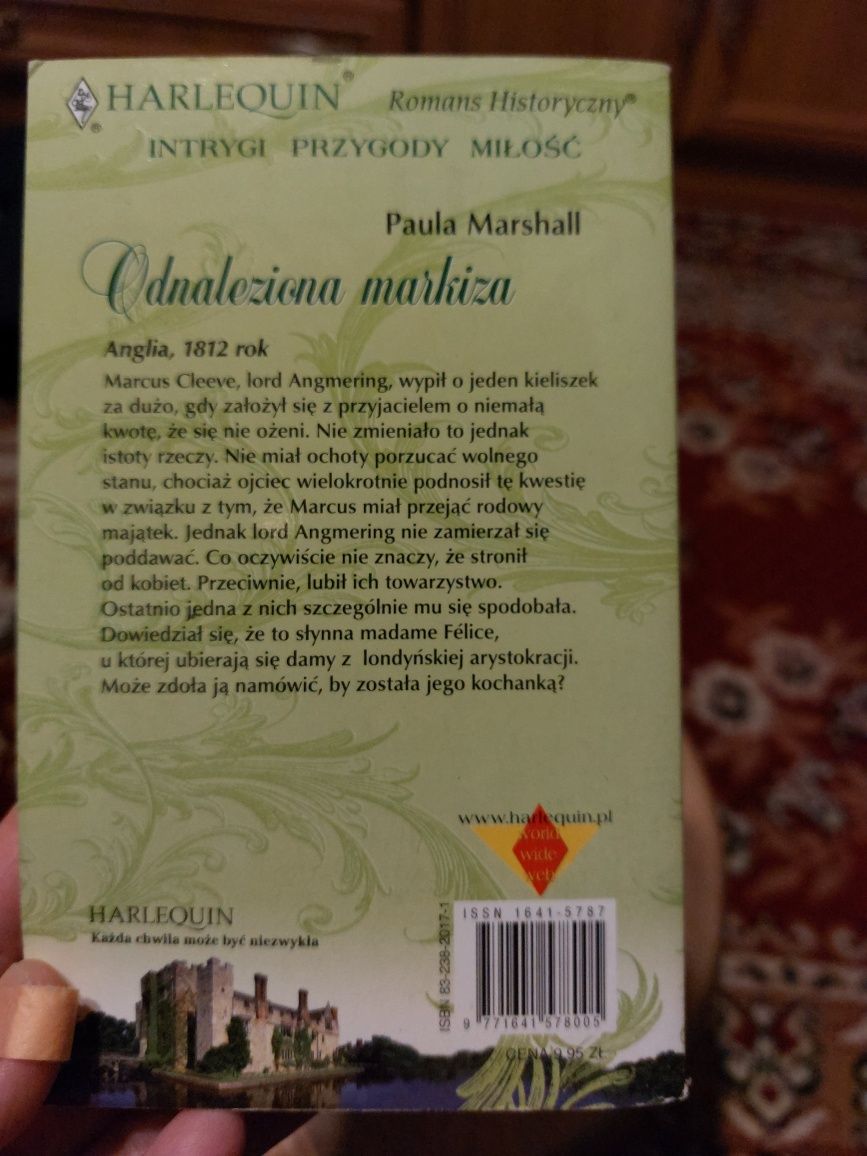 HARLEQUIN® Romans Historyczny®
®
INTRYGI PRZYGODY MIŁOŚĆ
Paula Marshall
Odnaleziona markiza
Anglia, 1812 rok
Marcus Cleeve, lord Angmering, wypił o jeden kieliszek
za dużo, gdy założył się z przyjacielem o niemałą
kwotę, że się nie ożeni. Nie zmieniało to jednak
istoty rzeczy. Nie miał ochoty porzucać wolnego
stanu, chociaż ojciec wielokrotnie podnosił tę kwestię
w związku z tym, że Marcus miał przejąć rodowy
majątek. Jednak lord Angmering nie zamierzał się
poddawać. Co oczywiście nie znaczy, że stronił
od kobiet. Przeciwnie, lubił ich towarzystwo.
Ostatnio jedna z nich szczególnie mu się spodobała.
Dowiedział się, że to słynna madame Félice,
u której ubierają się damy z londyńskiej arystokracji.
Może zdoła ją namówić, by została jego kochanką?
www.harlequin.pl
world
wide
web
HARLEQUIN
Każda chwila może być niezwykła
ISBN 83-238-2017-1
ISSN 1641-5787
9 771641 578005
CENA 9,95 ZŁ